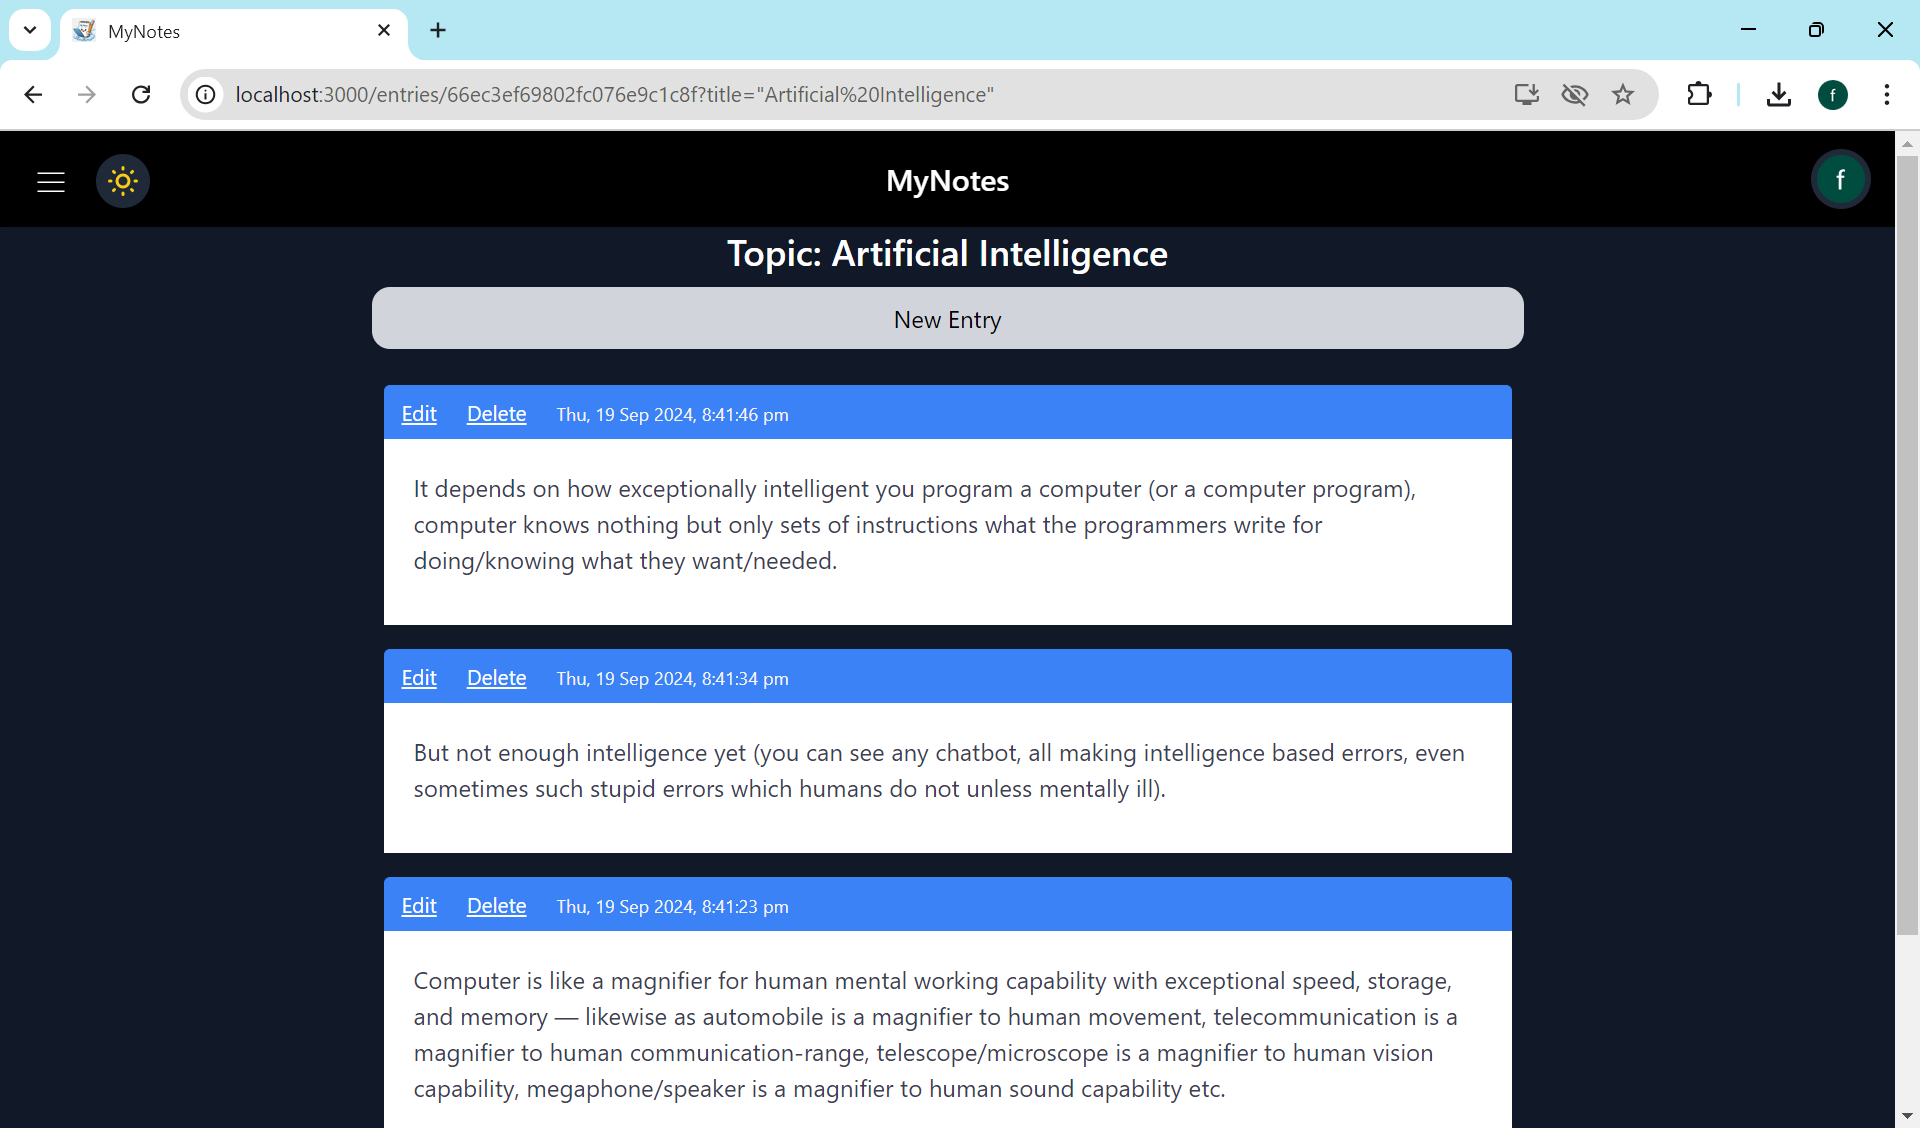 MyNotes
localhost:3000/entries/66ec3ef69802fc076e9c1c8f?title="Artificial%20Intelligence"
f
MyNotes
f
Topic: Artificial Intelligence
New Entry
Edit Delete Thu, 19 Sep 2024, 8:41:46 pm
It depends on how exceptionally intelligent you program a computer (or a computer program),
computer knows nothing but only sets of instructions what the programmers write for
doing/knowing what they want/needed.
Edit Delete Thu, 19 Sep 2024, 8:41:34 pm
But not enough intelligence yet (you can see any chatbot, all making intelligence based errors, even
sometimes such stupid errors which humans do not unless mentally ill).
Edit Delete Thu, 19 Sep 2024, 8:41:23 pm
Computer is like a magnifier for human mental working capability with exceptional speed, storage,
and memory — likewise as automobile is a magnifier to human movement, telecommunication is a
magnifier to human communication-range, telescope/microscope is a magnifier to human vision
capability, megaphone/speaker is a magnifier to human sound capability etc.